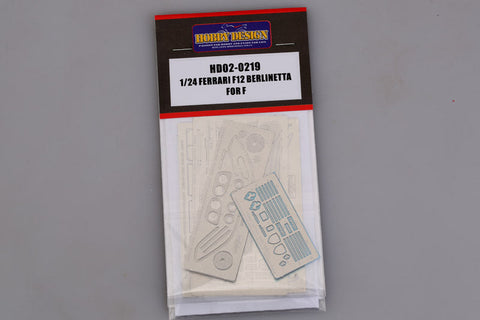 HOBBY DESIGN
HD02-0219
1/24 FERRARI F12 BERLINETTA
FOR F